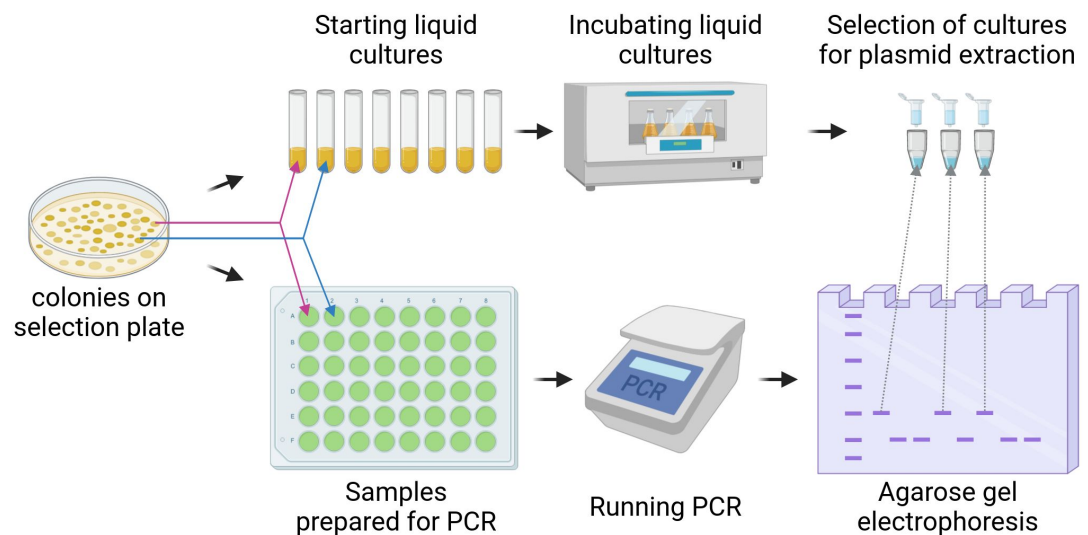 Starting liquid
cultures
Incubating liquid
cultures
Selection of cultures
for plasmid extraction
colonies on
selection plate
1 2 3 4 5 6 7 8
A
B
C
D
E
F
PCR
Samples
prepared for PCR
Running PCR
Agarose gel
electrophoresis